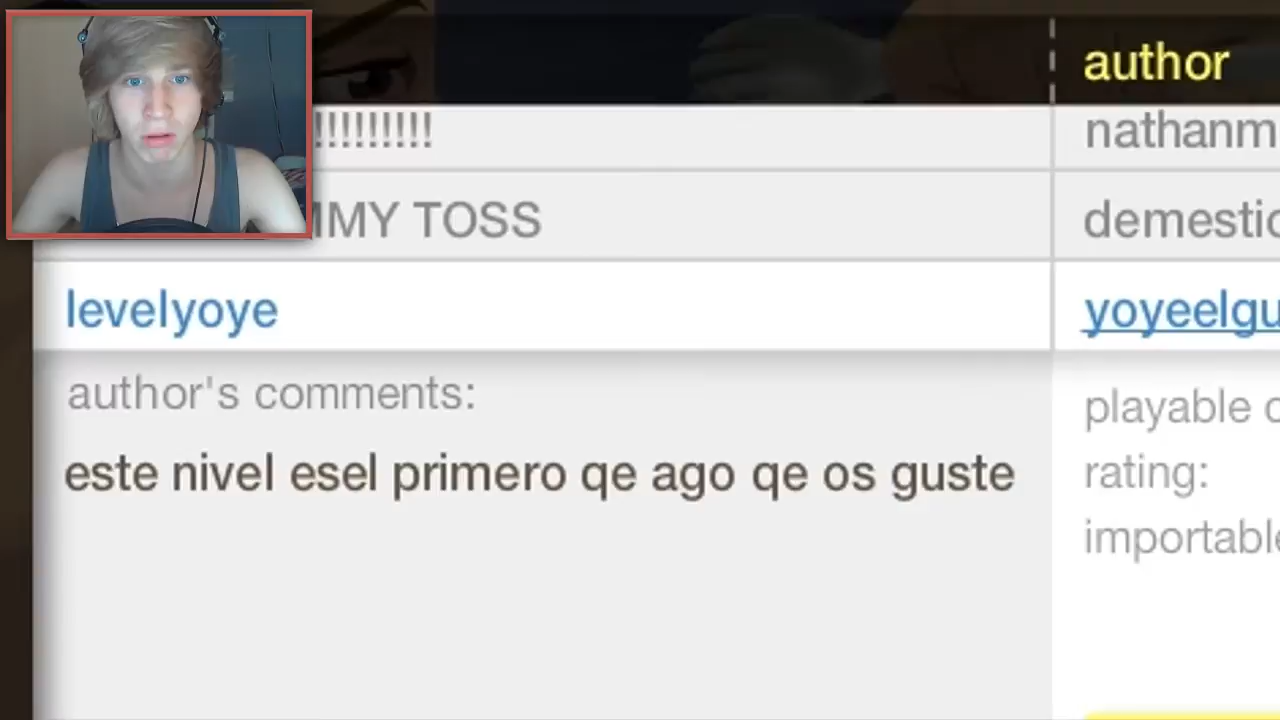 author
!!!!!!!!!
nathanm
MMY TOSS
demestic
levelyoye
yoyeelgu
author's comments:
este nivel esel primero qe ago qe os guste
playable
rating:
importable